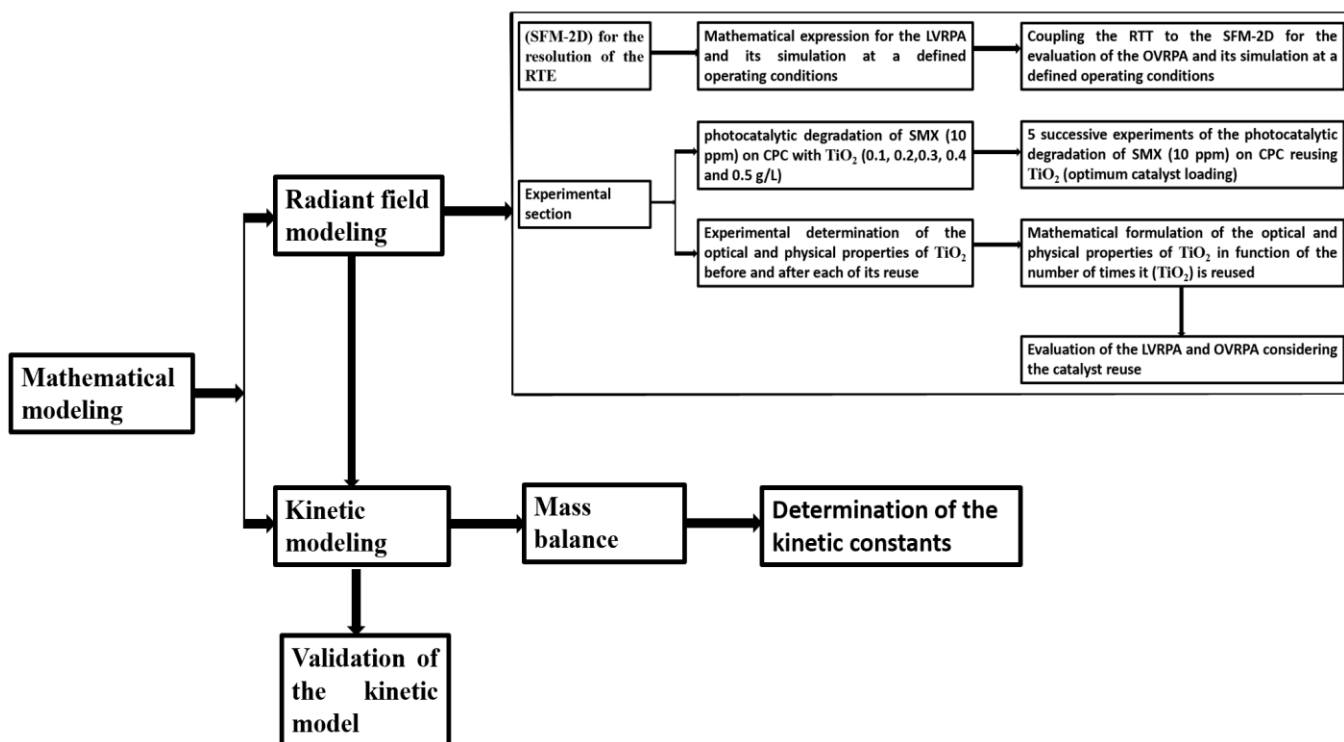 (SFM-2D) for the
resolution of the
RTE
Mathematical expression for the LVRPA
and its simulation at a defined
operating conditions
Coupling the RTT to the SFM-2D for the
evaluation of the OVRPA and its simulation at a
defined operating conditions
photocatalytic degradation of SMX (10
ppm) on CPC with TiO₂ (0.1, 0.2,0.3, 0.4
and 0.5 g/L)
5 successive experiments of the photocatalytic
degradation of SMX (10 ppm) on CPC reusing
TiO₂ (optimum catalyst loading)
Experimental
section
Experimental determination of the
optical and physical properties of TiO₂
before and after each of its reuse
Mathematical formulation of the optical and
physical properties of TiO₂ in function of the
number of times it (TiO₂) is reused
Evaluation of the LVRPA and OVRPA considering
the catalyst reuse
Radiant field
modeling
Mathematical
modeling
Kinetic
modeling
Mass
balance
Determination of the
kinetic constants
Validation of
the kinetic
model